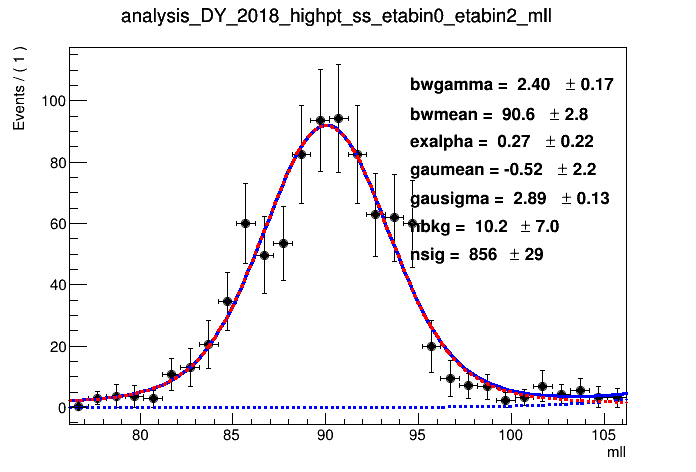 analysis_DY_2018_highpt_ss_etabin0_etabin2_mll
Events / ( 1 )
bwgamma = 2.40 ± 0.17
bwmean = 90.6 ± 2.8
exalpha = 0.27 ± 0.22
gaumean = -0.52 ± 2.2
gausigma = 2.89 ± 0.13
nbkg = 10.2 ± 7.0
nsig = 856 ± 29
100
80
60
40
20
0
80 85 90 95 100 105
mll